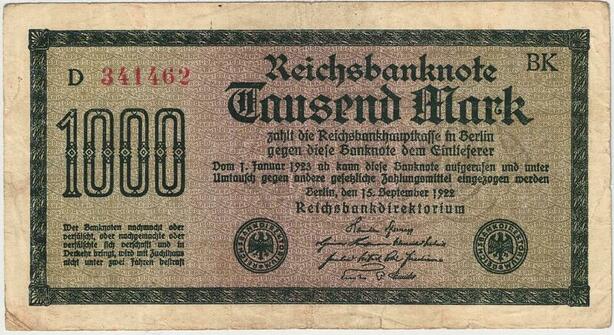 D 341462
Reichsbanknote
BK
Tausend Mark
1000
zahlt die Reichsbankhauptkasse in Berlin
gegen diese Banknote dem Einlieferer
Vom 1. Januar 1923 ab kann diese Banknote aufgerufen und unter
Umtausch gegen andere gesetzliche Zahlungsmittel eingezogen werden
Berlin, den 15. September 1922
Reichsbankdirektorium
Wer Banknoten nachmacht oder
verfälscht, oder nachgemachte oder
verfälschte sich verschafft und in
Verkehr bringt, wird mit Zuchthaus
nicht unter zwei Jahren bestraft